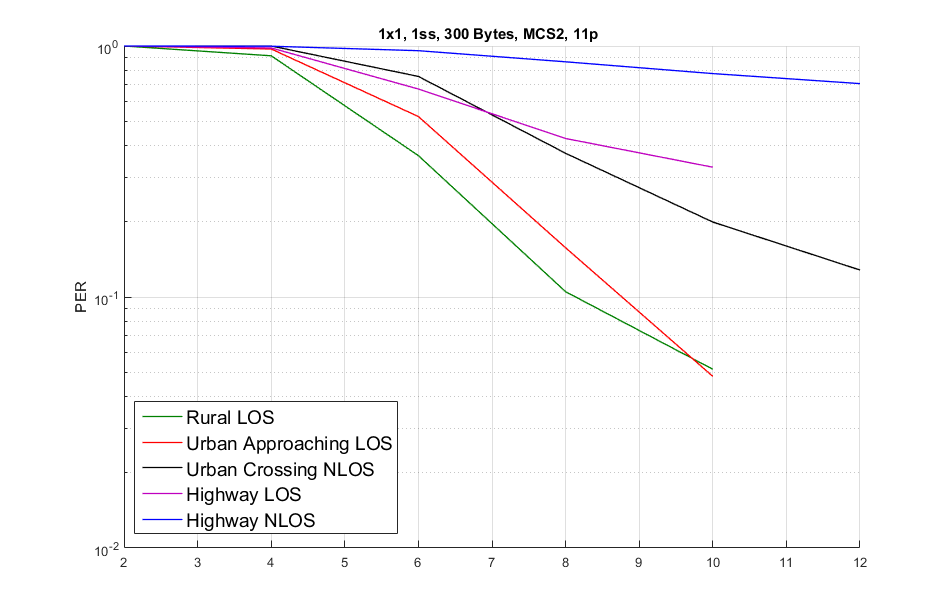 1x1, 1ss, 300 Bytes, MCS2, 11p
10^0
10^-1
10^-2
PER
Rural LOS
Urban Approaching LOS
Urban Crossing NLOS
Highway LOS
Highway NLOS
2 3 4 5 6 7 8 9 10 11 12